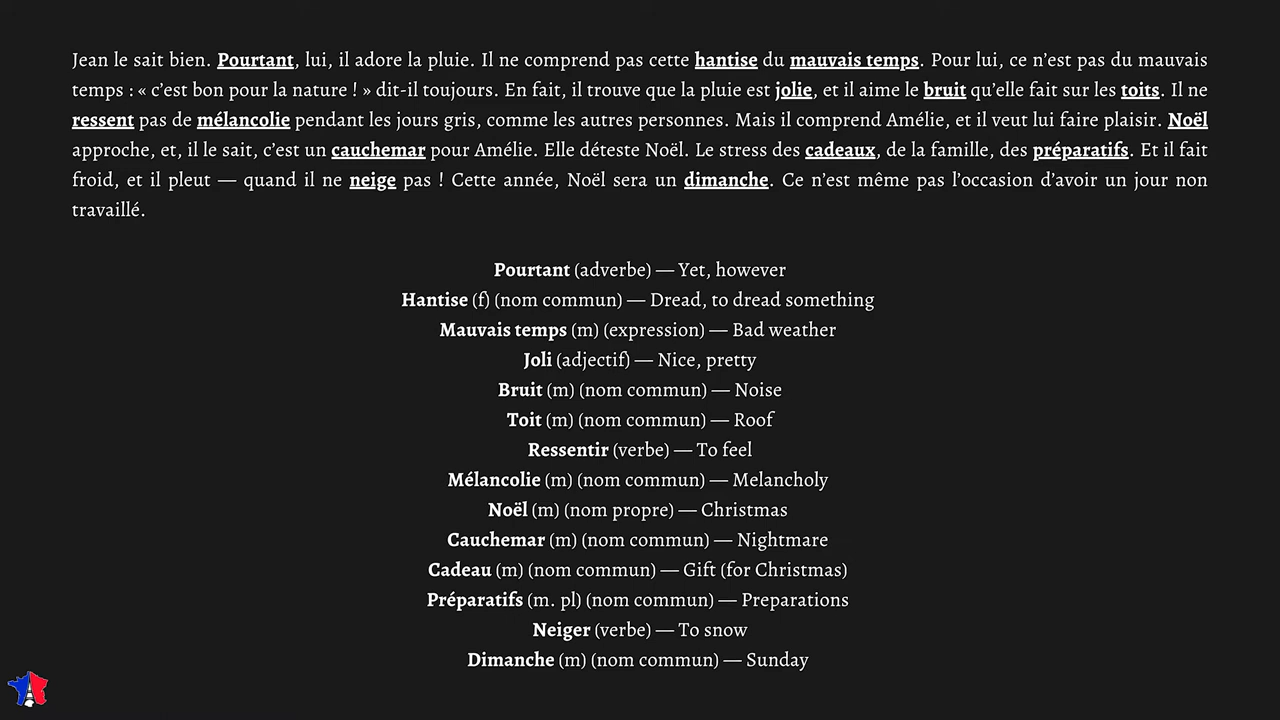 Jean le sait bien. Pourtant, lui, il adore la pluie. Il ne comprend pas cette hantise du mauvais temps. Pour lui, ce n’est pas du mauvais
temps : « c’est bon pour la nature ! » dit-il toujours. En fait, il trouve que la pluie est jolie, et il aime le bruit qu’elle fait sur les toits. Il ne
ressent pas de mélancolie pendant les jours gris, comme les autres personnes. Mais il comprend Amélie, et il veut lui faire plaisir. Noël
approche, et, il le sait, c’est un cauchemar pour Amélie. Elle déteste Noël. Le stress des cadeaux, de la famille, des préparatifs. Et il fait
froid, et il pleut — quand il ne neige pas ! Cette année, Noël sera un dimanche. Ce n’est même pas l’occasion d’avoir un jour non
travaillé.
Pourtant (adverbe) — Yet, however
Hantise (f) (nom commun) — Dread, to dread something
Mauvais temps (m) (expression) — Bad weather
Joli (adjectif) — Nice, pretty
Bruit (m) (nom commun) — Noise
Toit (m) (nom commun) — Roof
Ressentir (verbe) — To feel
Mélancolie (m) (nom commun) — Melancholy
Noël (m) (nom propre) — Christmas
Cauchemar (m) (nom commun) — Nightmare
Cadeau (m) (nom commun) — Gift (for Christmas)
Préparatifs (m. pl) (nom commun) — Preparations
Neiger (verbe) — To snow
Dimanche (m) (nom commun) — Sunday